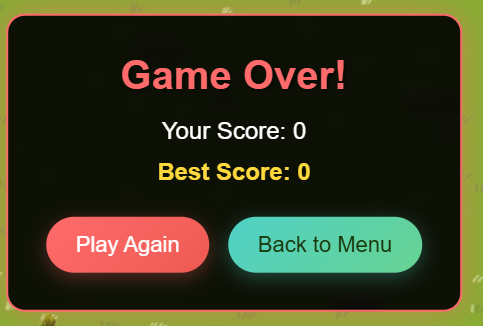 Game Over!
Your Score: 0
Best Score: 0
Play Again
Back to Menu